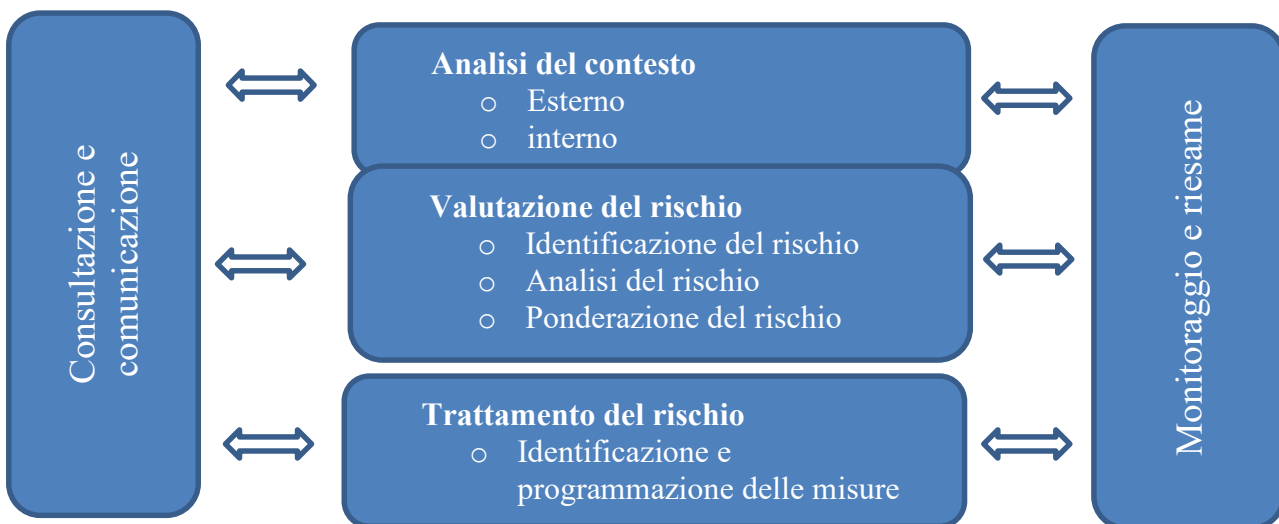 Consultazione e
comunicazione
Analisi del contesto
o Esterno
o interno
Valutazione del rischio
o Identificazione del rischio
o Analisi del rischio
o Ponderazione del rischio
Trattamento del rischio
o Identificazione e
programmazione delle misure
Monitoraggio e riesame